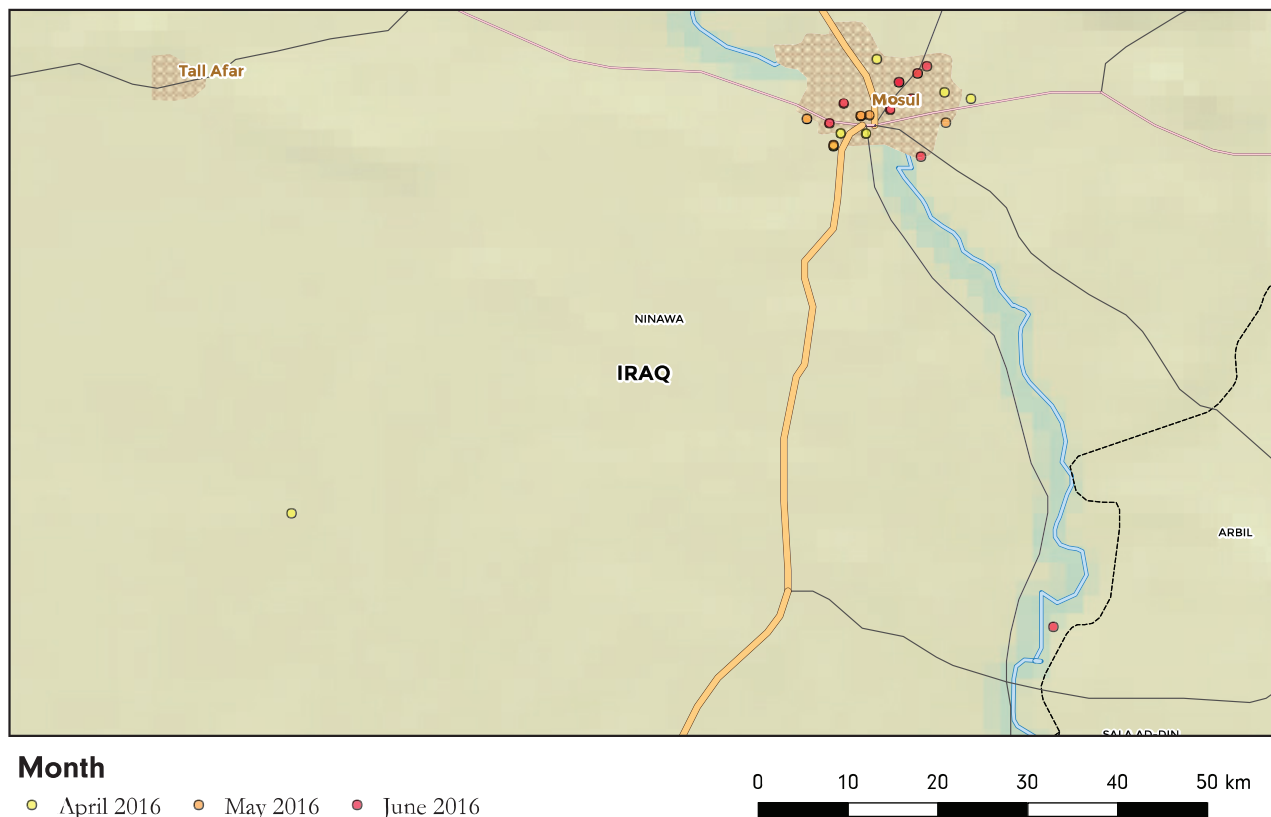 Tall Afar
Mosul
NINAWA
IRAQ
ARBIL
SALA AD-DIN
Month
April 2016 May 2016 June 2016
0 10 20 30 40 50 km